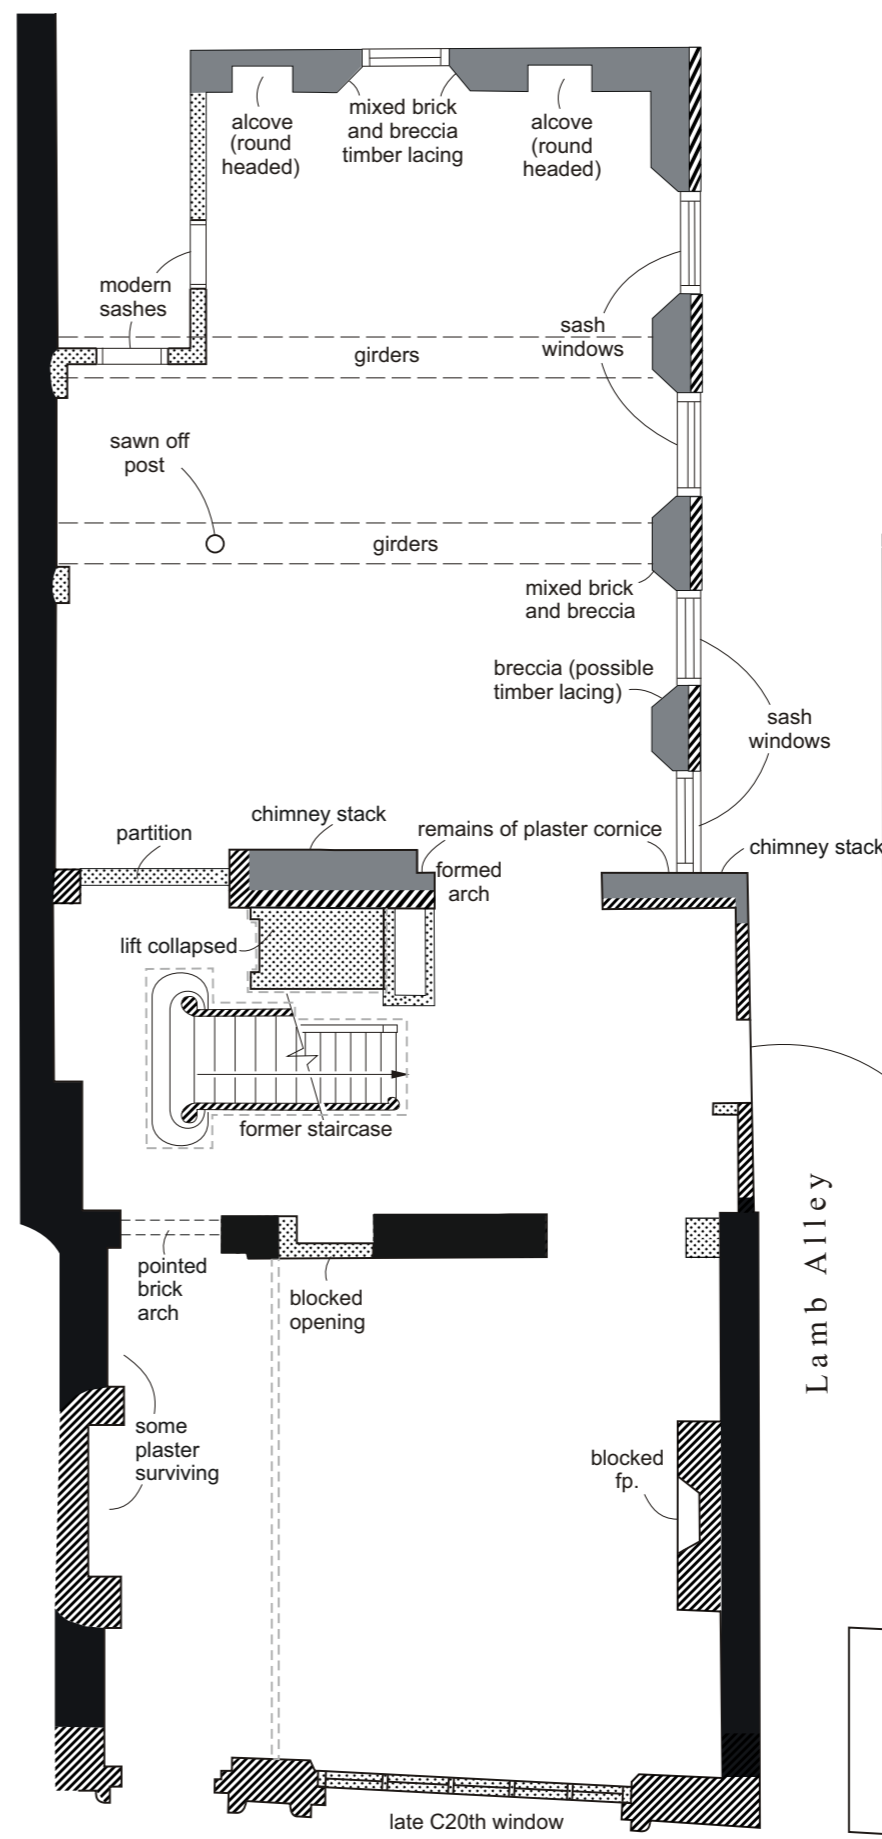 alcove
(round
headed)
mixed brick
and breccia
timber lacing
alcove
(round
headed)
modern
sashes
sash
windows
girders
sawn off
post
girders
mixed brick
and breccia
breccia (possible
timber lacing)
sash
windows
chimney stack
partition
remains of plaster cornice
chimney stack
formed
arch
lift collapsed
former staircase
Lamb Alley
pointed
brick
arch
blocked
opening
some
plaster
surviving
blocked
fp.
late C20th window